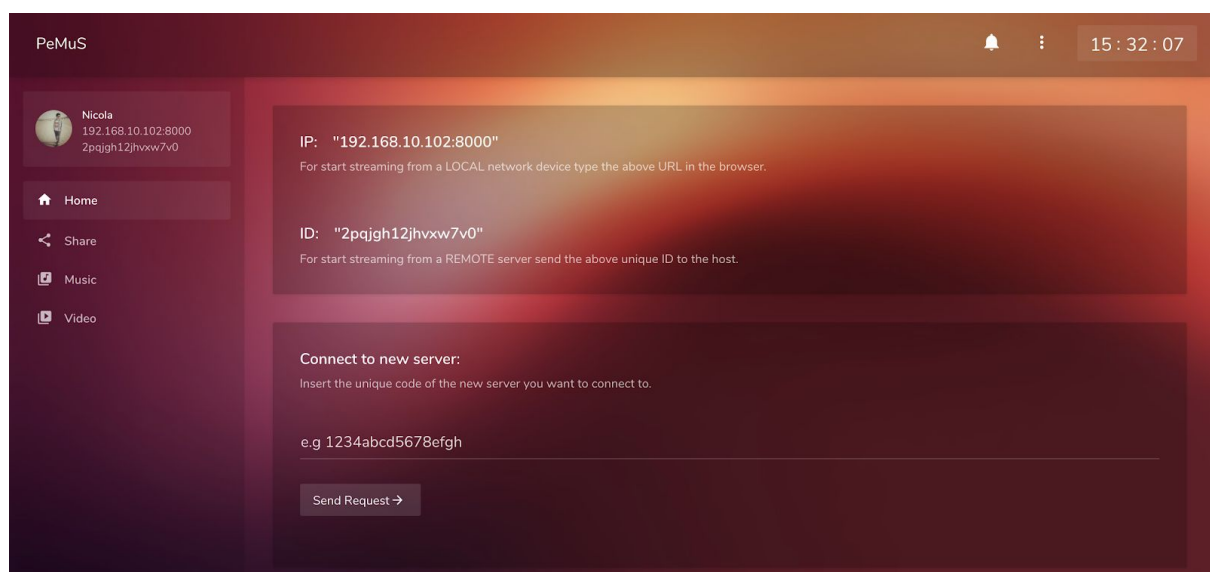 PeMuS
15 : 32 : 07
Nicola
192.168.10.102:8000
2pqjgh12jhvxw7v0
Home
Share
Music
Video
IP: "192.168.10.102:8000"
For start streaming from a LOCAL network device type the above URL in the browser.
ID: "2pqjgh12jhvxw7v0"
For start streaming from a REMOTE server send the above unique ID to the host.
Connect to new server:
Insert the unique code of the new server you want to connect to.
e.g 1234abcd5678efgh
Send Request →